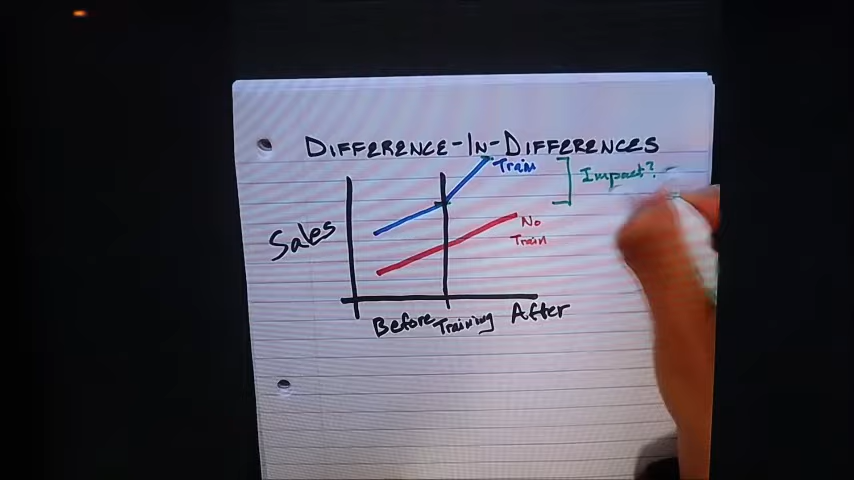 DIFFERENCE-IN-DIFFERENCES
Train
Impact?
Sales
No
Train
Before Training After